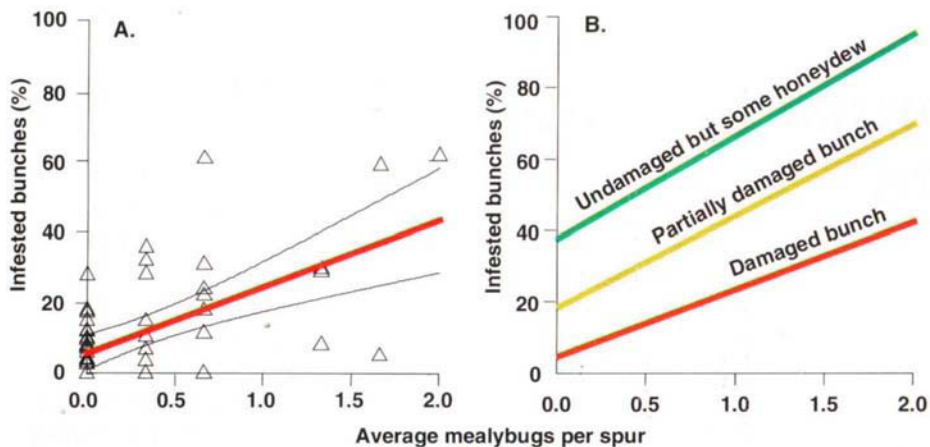 A.
100
80
60
40
20
0
Infested bunches (%)
0.0 0.5 1.0 1.5 2.0
B.
100
80
60
40
20
0
Infested bunches (%)
Undamaged but some honeydew
Partially damaged bunch
Damaged bunch
0.0 0.5 1.0 1.5 2.0
Average mealybugs per spur